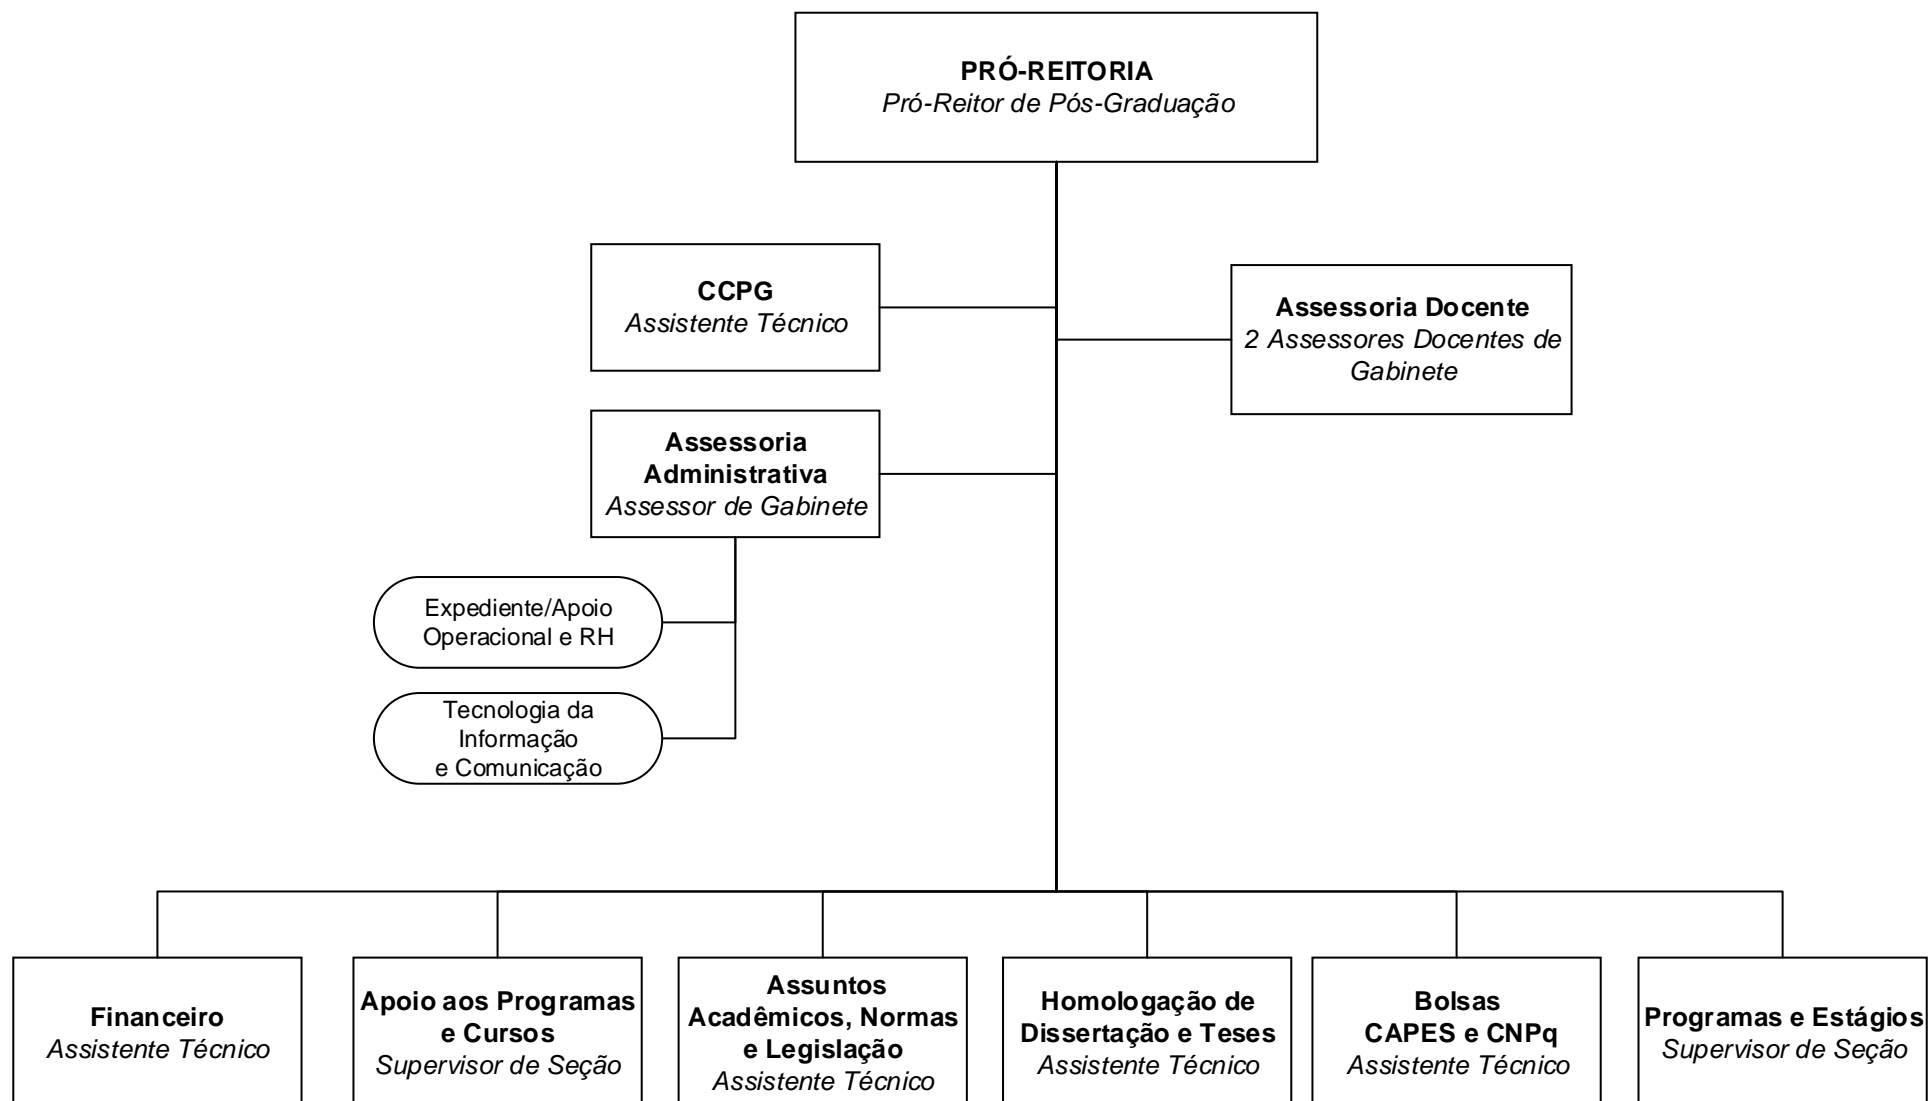 PRÓ-REITORIA
Pró-Reitor de Pós-Graduação
CCPG
Assistente Técnico
Assessoria Docente
2 Assessores Docentes de
Gabinete
Assessoria
Administrativa
Assessor de Gabinete
Expediente/Apoio
Operacional e RH
Tecnologia da
Informação
e Comunicação
Financeiro
Assistente Técnico
Apoio aos Programas
e Cursos
Supervisor de Seção
Assuntos
Acadêmicos, Normas
e Legislação
Assistente Técnico
Homologação de
Dissertação e Teses
Assistente Técnico
Bolsas
CAPES e CNPq
Assistente Técnico
Programas e Estágios
Supervisor de Seção